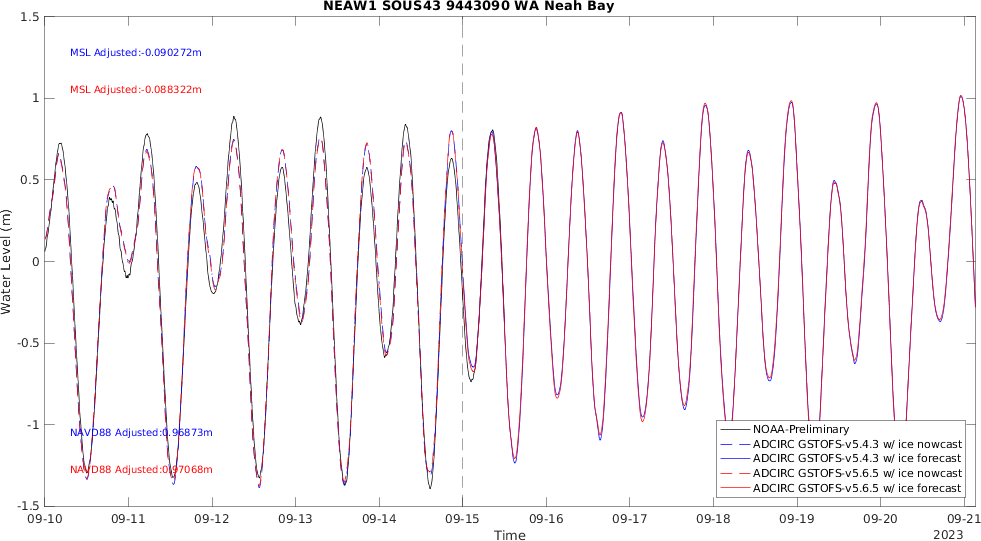 NEAW1 SOUS43 9443090 WA Neah Bay
1.5
1
0.5
0
-0.5
-1
-1.5
Water Level (m)
MSL Adjusted:-0.090272m
MSL Adjusted:-0.088322m
NAVD88 Adjusted:0.96873m
NAVD88 Adjusted:0.97068m
NOAA-Preliminary
ADCIRC GSTOFS-v5.4.3 w/ ice nowcast
ADCIRC GSTOFS-v5.4.3 w/ ice forecast
ADCIRC GSTOFS-v5.6.5 w/ ice nowcast
ADCIRC GSTOFS-v5.6.5 w/ ice forecast
09-10 09-11 09-12 09-13 09-14 09-15 09-16 09-17 09-18 09-19 09-20 09-21
Time
2023